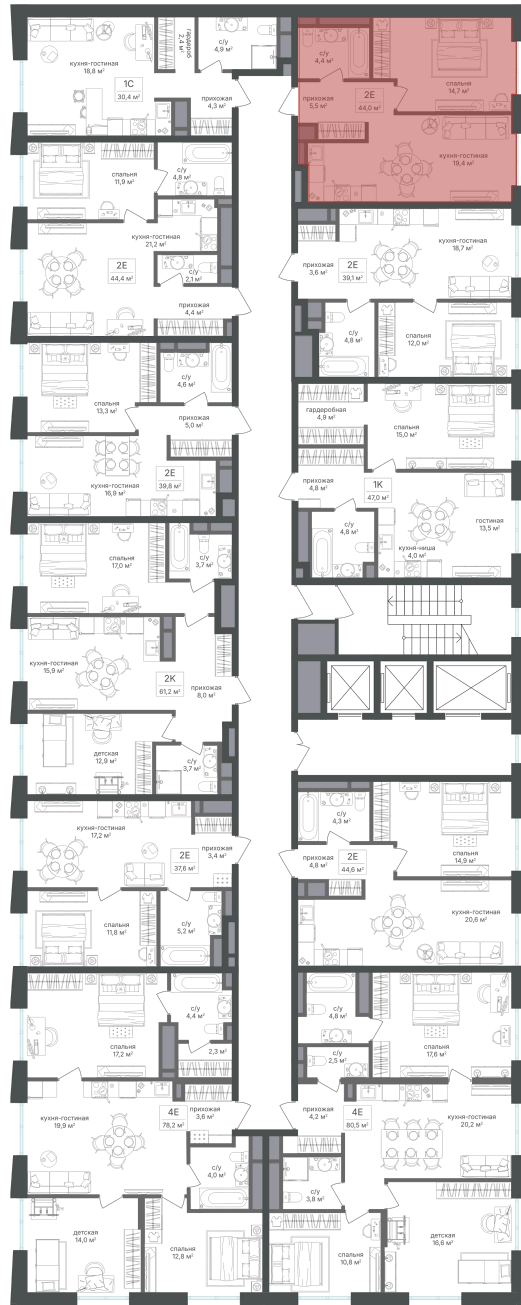 кухня-гостиная
18,8 м²
гардероб
2,4 м²
с/у
4,9 м²
1С
30,4 м²
прихожая
4,3 м²
с/у
4,4 м²
спальня
14,7 м²
прихожая
5,5 м²
2Е
44,0 м²
кухня-гостиная
19,4 м²
спальня
11,9 м²
с/у
4,8 м²
кухня-гостиная
21,2 м²
2Е
44,4 м²
с/у
2,1 м²
прихожая
4,4 м²
кухня-гостиная
18,7 м²
прихожая
3,6 м²
2Е
39,1 м²
с/у
4,8 м²
спальня
12,0 м²
спальня
13,3 м²
с/у
4,6 м²
прихожая
5,0 м²
2Е
39,8 м²
кухня-гостиная
16,9 м²
гардеробная
4,9 м²
спальня
15,0 м²
прихожая
4,8 м²
1К
47,0 м²
гостиная
13,5 м²
с/у
4,8 м²
кухня-ниша
4,0 м²
спальня
17,0 м²
с/у
3,7 м²
кухня-гостиная
15,9 м²
2К
61,2 м²
прихожая
8,0 м²
детская
12,9 м²
с/у
3,7 м²
кухня-гостиная
17,2 м²
2Е
37,6 м²
прихожая
3,4 м²
спальня
11,8 м²
с/у
5,2 м²
с/у
4,3 м²
спальня
14,9 м²
прихожая
4,8 м²
2Е
44,6 м²
кухня-гостиная
20,6 м²
спальня
17,2 м²
с/у
4,4 м²
2,3 м²
кухня-гостиная
19,9 м²
4Е
78,2 м²
прихожая
3,6 м²
с/у
4,0 м²
детская
14,0 м²
спальня
12,8 м²
с/у
4,8 м²
с/у
2,5 м²
спальня
17,6 м²
прихожая
4,2 м²
4Е
80,5 м²
кухня-гостиная
20,2 м²
с/у
3,8 м²
спальня
10,8 м²
детская
16,6 м²